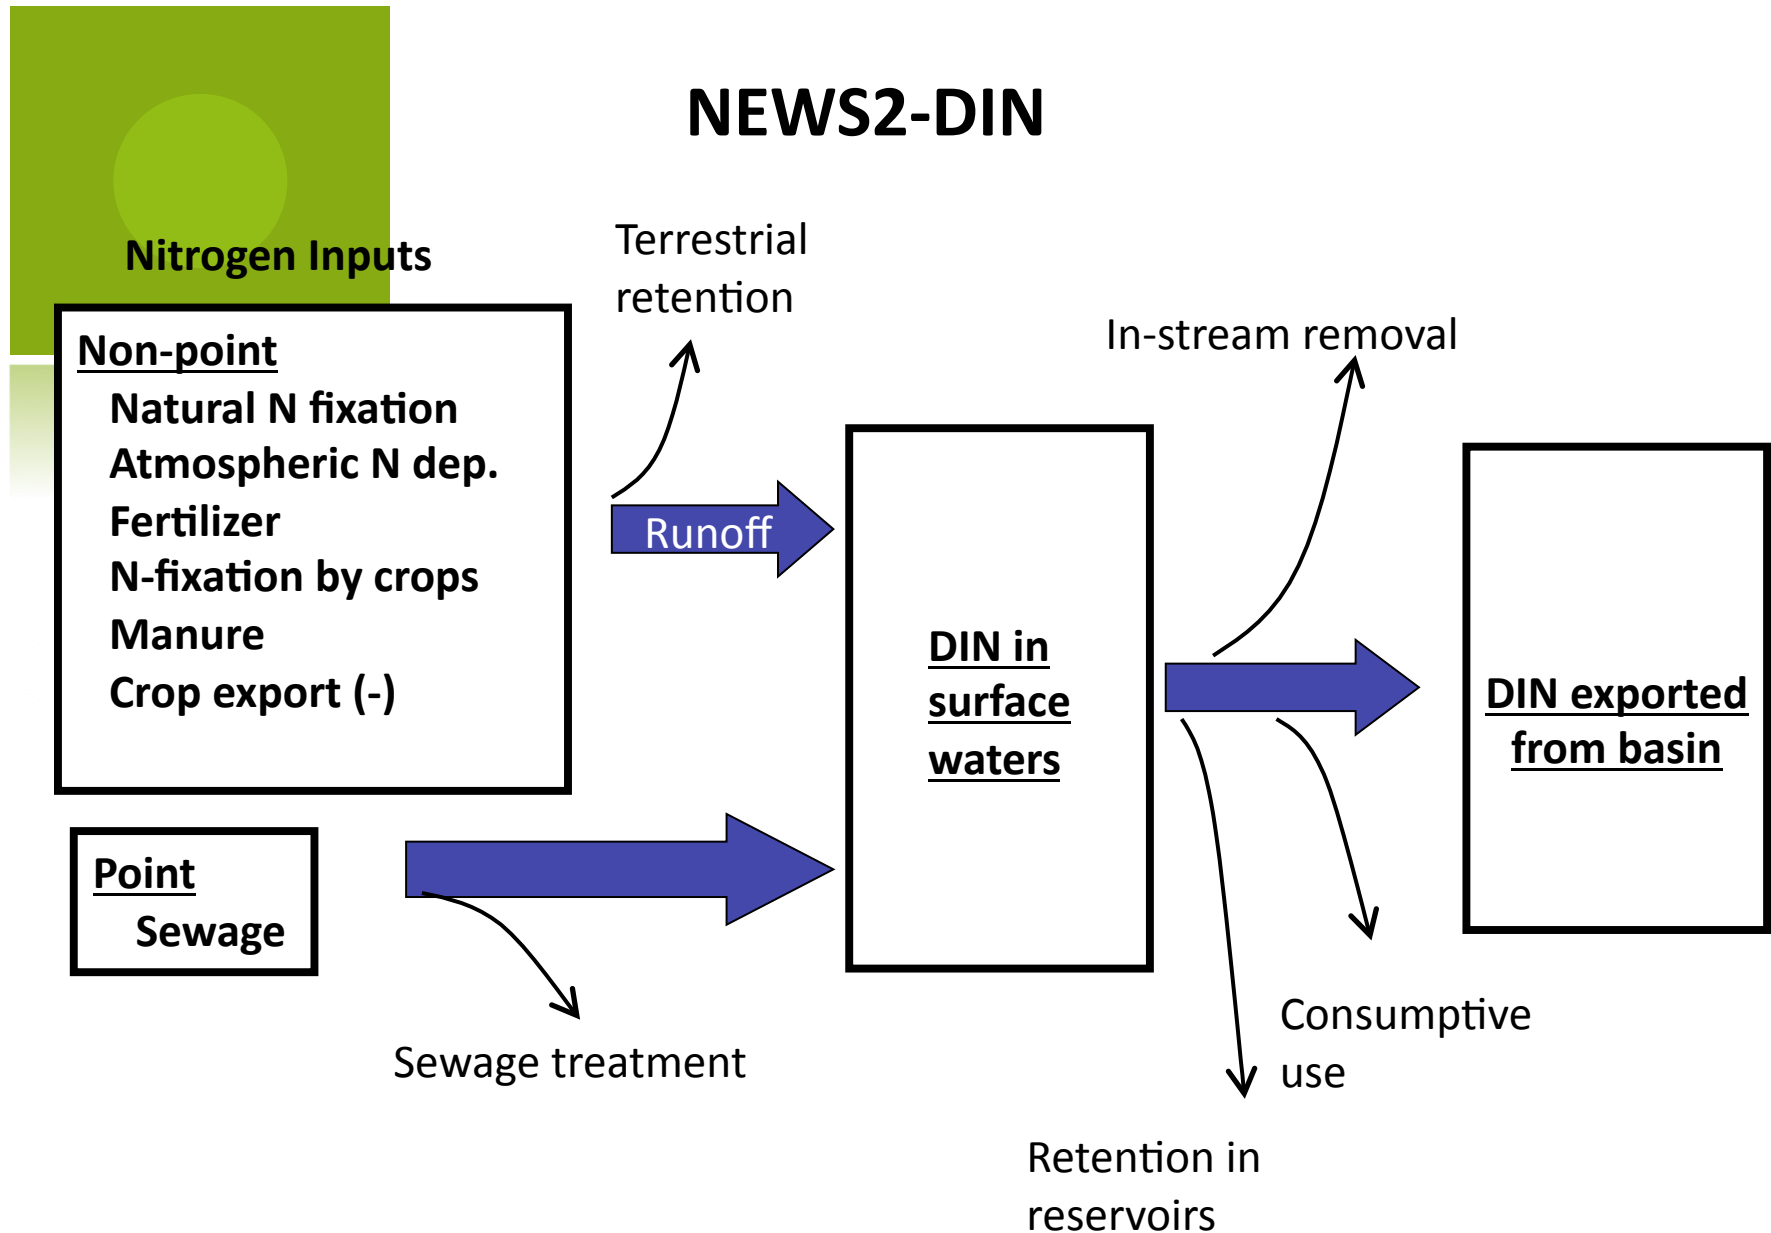 NEWS2-DIN
Nitrogen Inputs
Non-point
Natural N fixation
Atmospheric N dep.
Fertilizer
N-fixation by crops
Manure
Crop export (-)
Point
Sewage
Terrestrial
retention
Runoff
Sewage treatment
DIN in
surface
waters
In-stream removal
Consumptive
use
Retention in
reservoirs
DIN exported
from basin